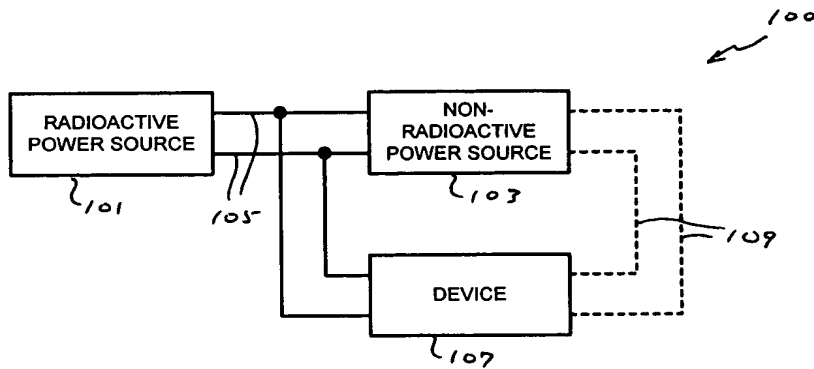 100
RADIOACTIVE
POWER SOURCE
NON-
RADIOACTIVE
POWER SOURCE
101
105
103
109
DEVICE
107